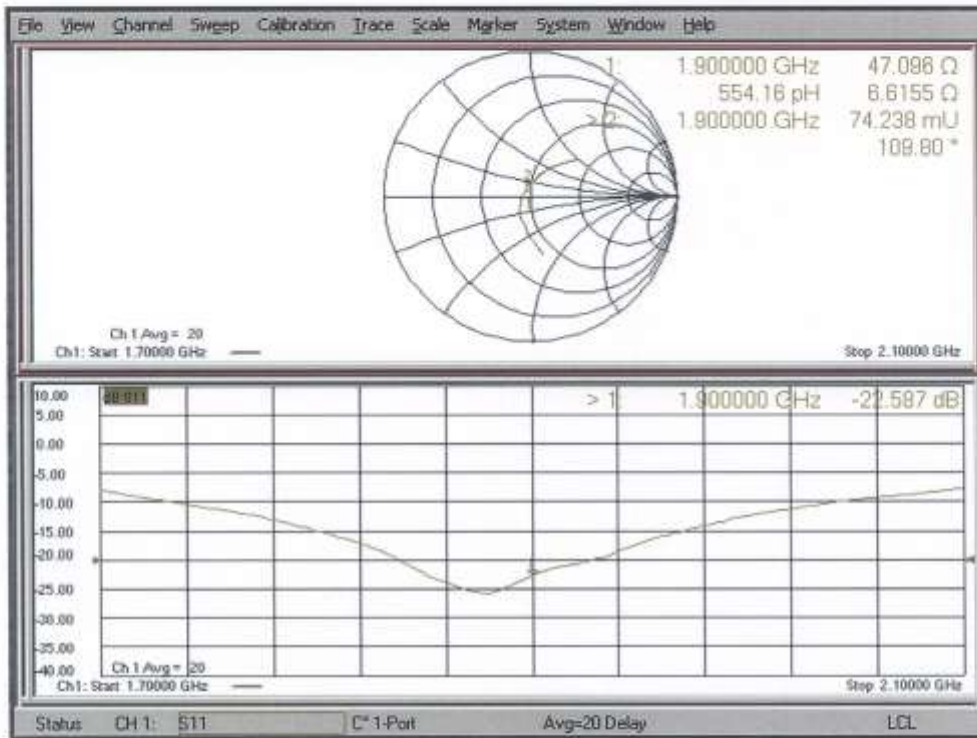 File View Channel Sweep Calibration Trace Scale Marker System Window Help
1: 1.900000 GHz 47.096 Ω
554.16 pH 6.6155 Ω
> 2: 1.900000 GHz 74.238 mU
109.80 °
Ch 1 Avg = 20
Ch1: Start 1.70000 GHz Stop 2.10000 GHz
10.00 dB S11 > 1: 1.900000 GHz -22.587 dB
5.00
0.00
-5.00
-10.00
-15.00
-20.00
-25.00
-30.00
-35.00
-40.00 Ch 1 Avg = 20
Ch1: Start 1.70000 GHz Stop 2.10000 GHz
Status CH 1: S11 C* 1-Port Avg=20 Delay LCL